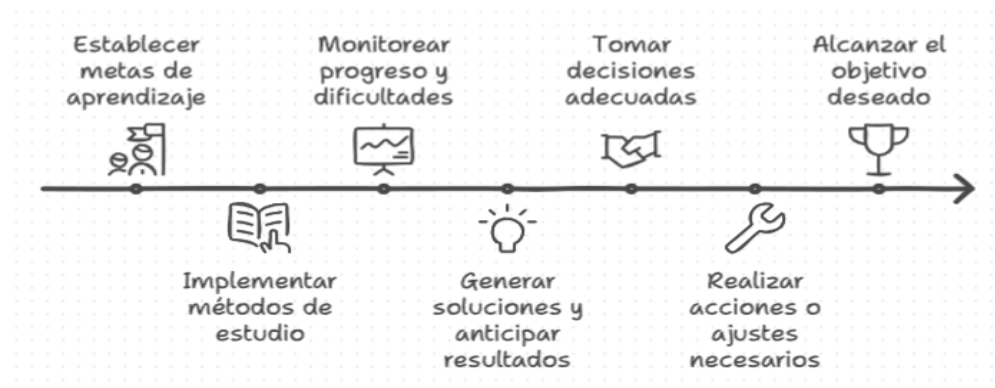 Establecer
metas de
aprendizaje
Implementar
métodos de
estudio
Monitorear
progreso y
dificultades
Generar
soluciones y
anticipar
resultados
Tomar
decisiones
adecuadas
Realizar
acciones o
ajustes
necesarios
Alcanzar el
objetivo
deseado